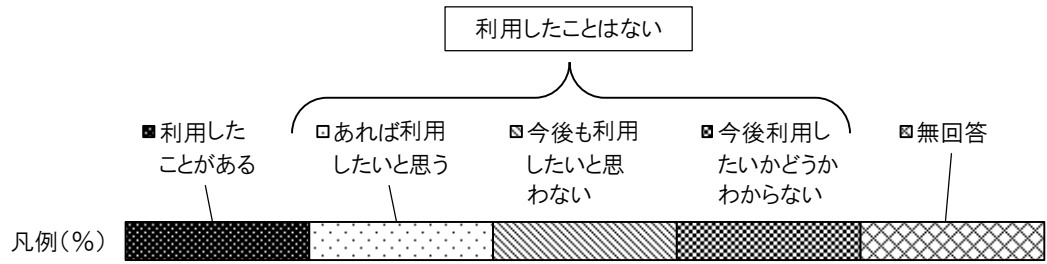 利用したことはない
利用した
ことがある
あれば利用
したいと思う
今後も利用
したいと思
わない
今後利用し
たいかどうか
わからない
無回答
凡例(%)